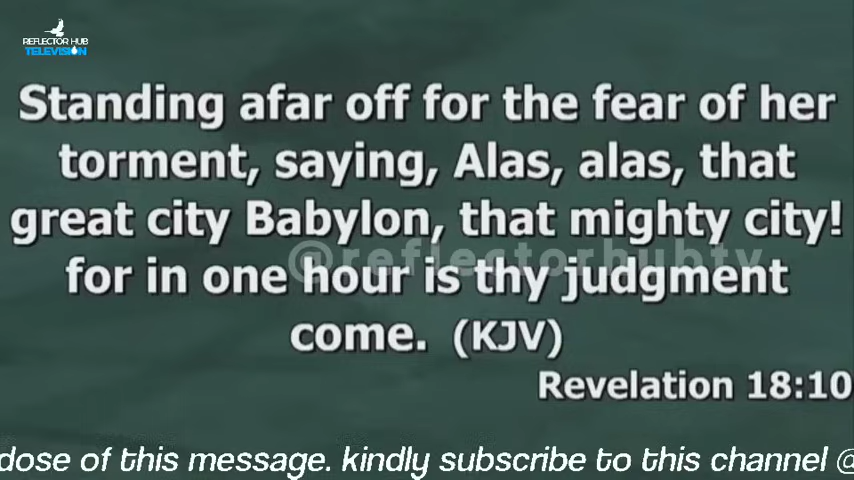 REFLECTOR HUB
TELEVISION
Standing afar off for the fear of her
torment, saying, Alas, alas, that
great city Babylon, that mighty city!
@reflectorhubtv
for in one hour is thy judgment
come. (KJV)
Revelation 18:10
dose of this message. kindly subscribe to this channel @